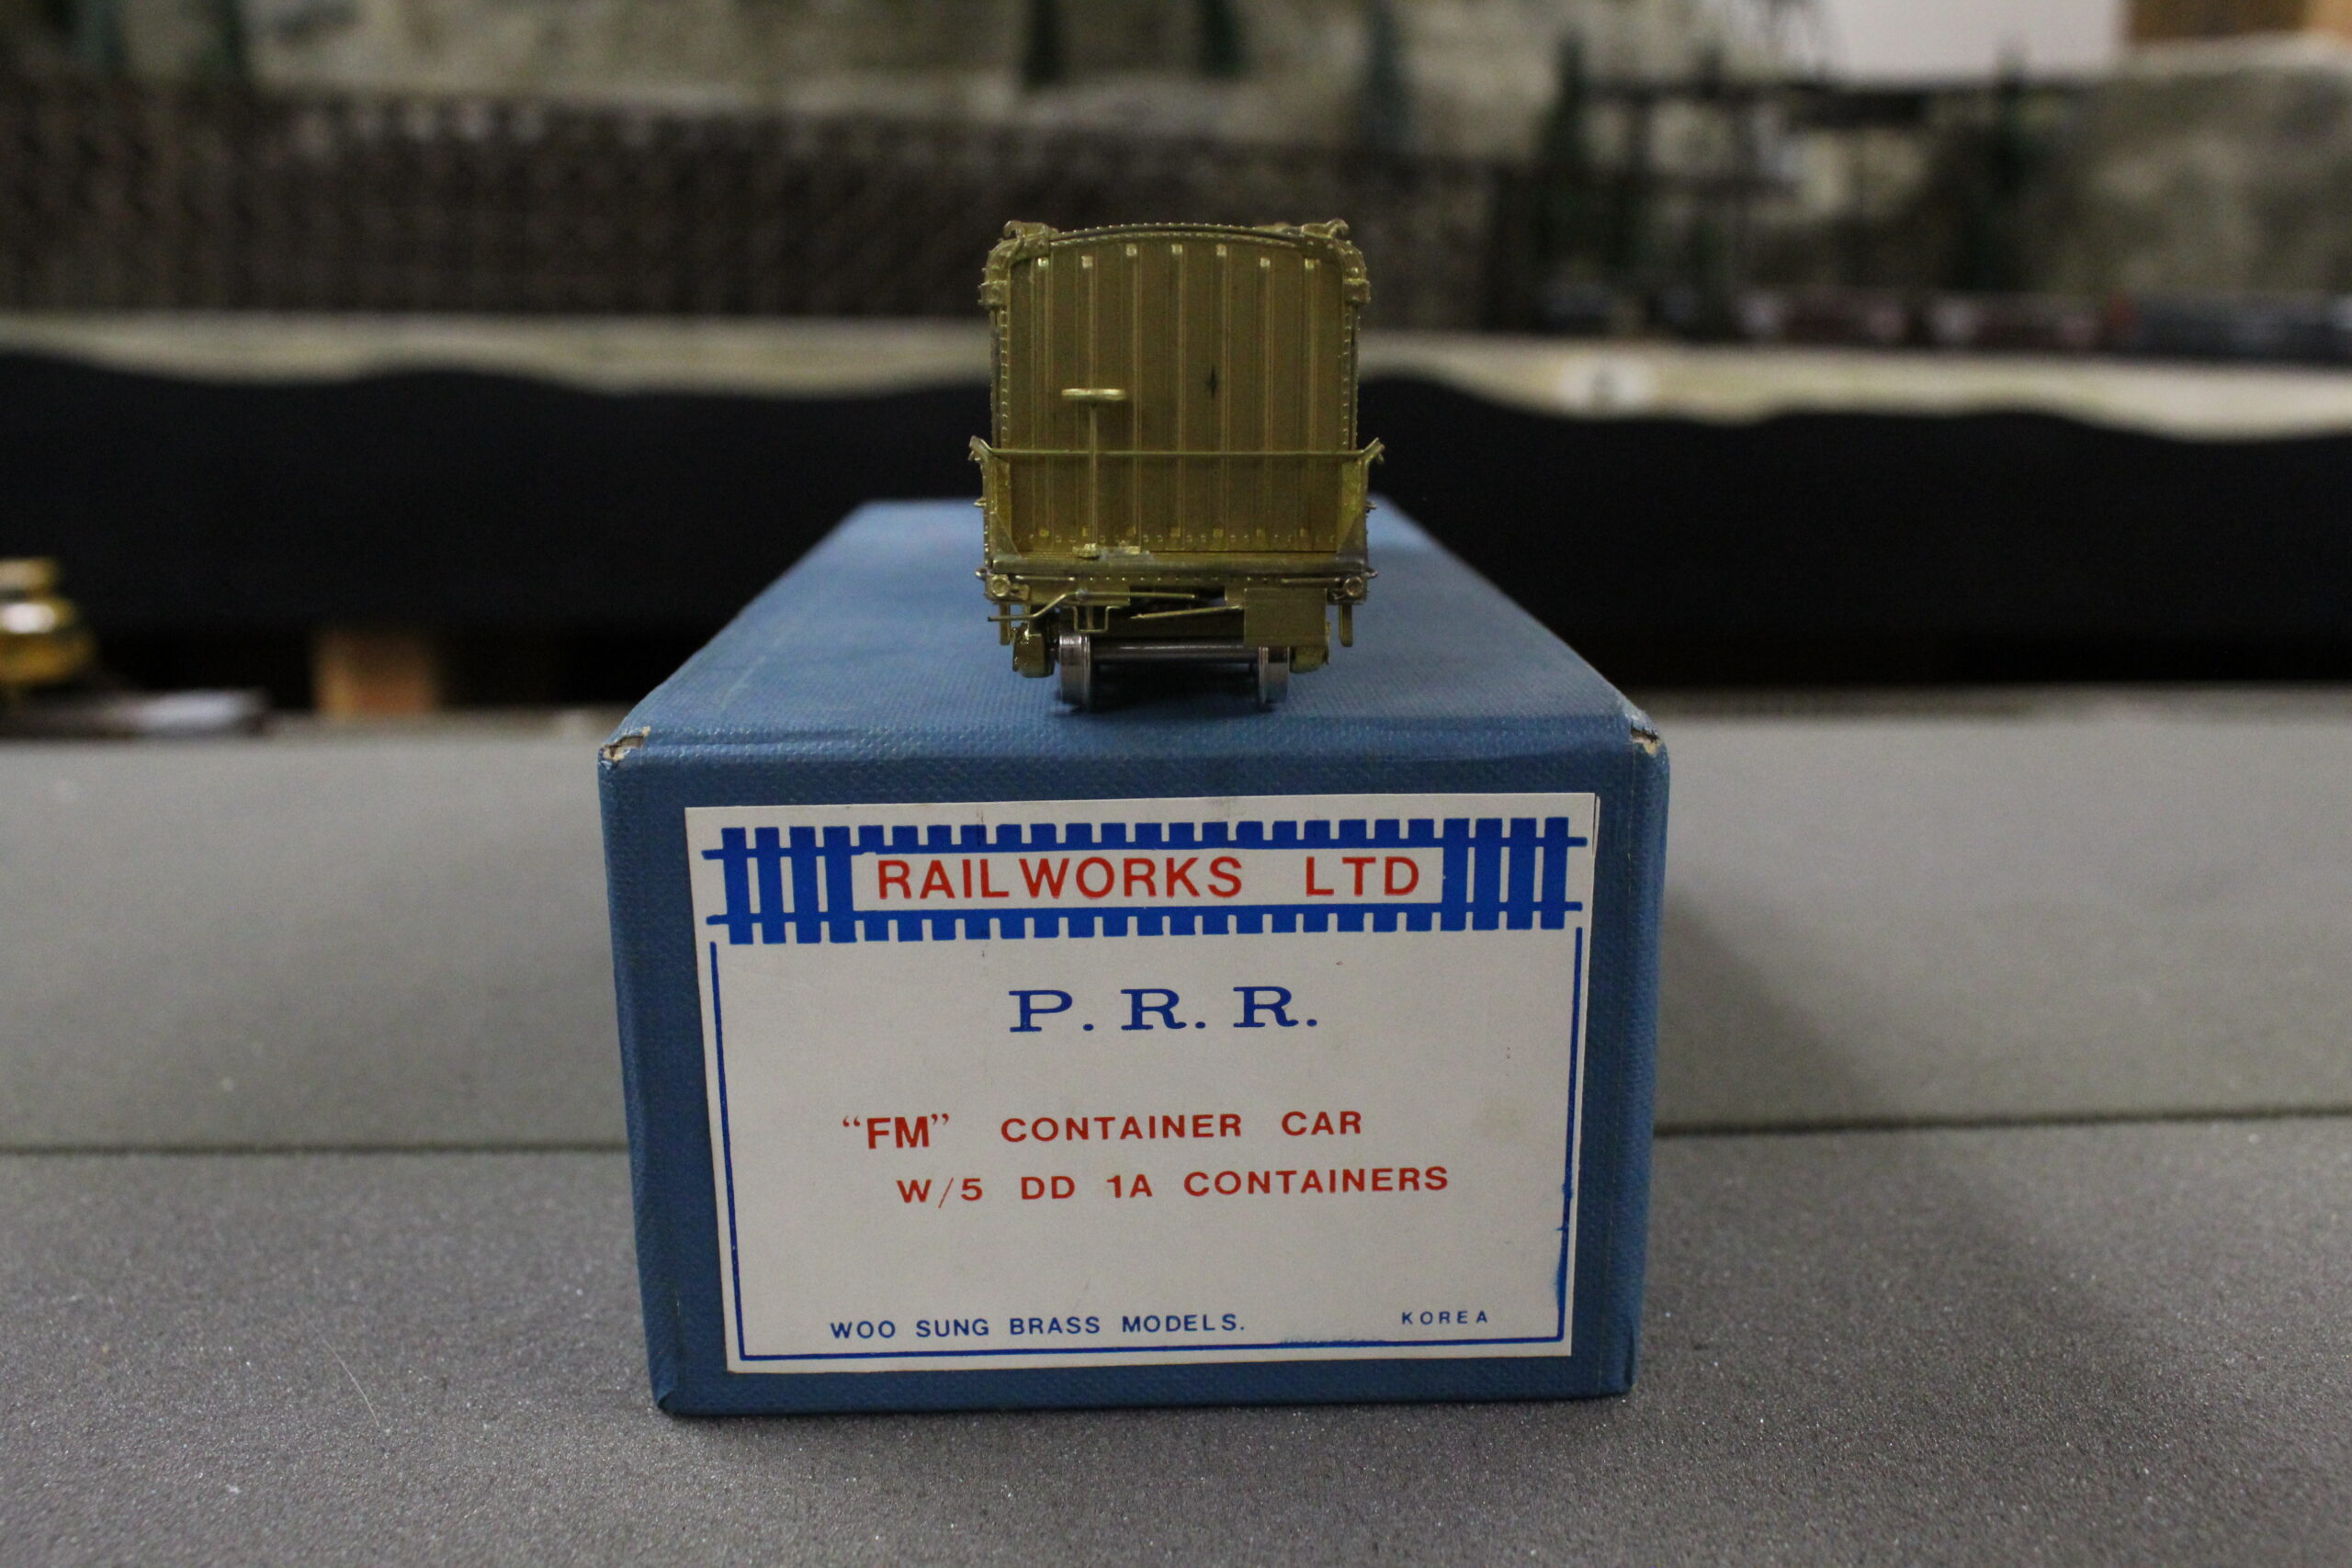 RAILWORKS LTD
P. R. R.
“FM” CONTAINER CAR
W/5 DD 1A CONTAINERS
WOO SUNG BRASS MODELS. KOREA